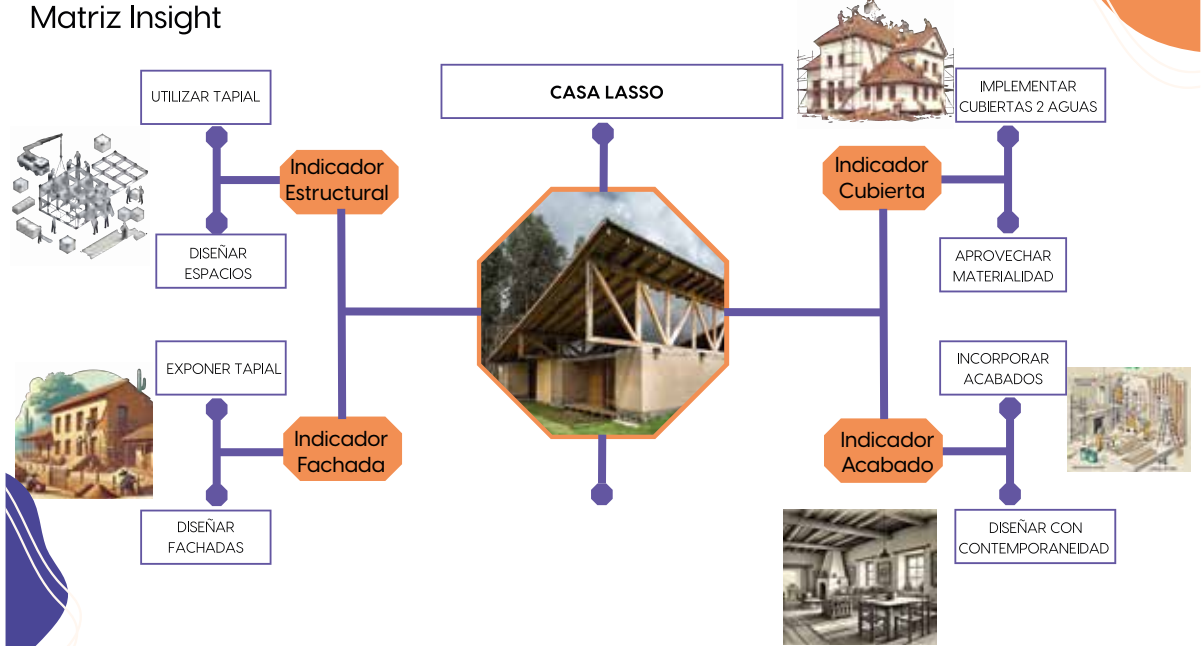 Matriz Insight
UTILIZAR TAPIAL
CASA LASSO
IMPLEMENTAR
CUBIERTAS 2 AGUAS
Indicador
Estructural
Indicador
Cubierta
DISEÑAR
ESPACIOS
APROVECHAR
MATERIALIDAD
EXPONER TAPIAL
INCORPORAR
ACABADOS
Indicador
Fachada
Indicador
Acabado
DISEÑAR
FACHADAS
DISEÑAR CON
CONTEMPORANEIDAD